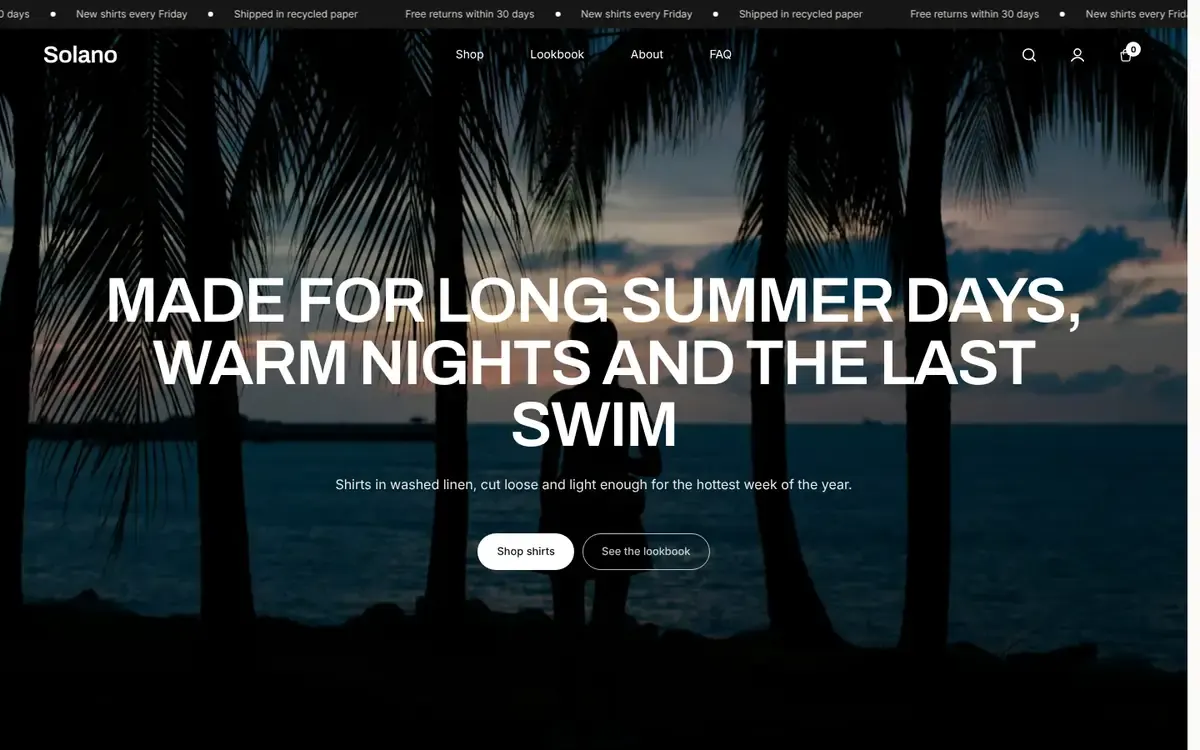 0 days • New shirts every Friday • Shipped in recycled paper Free returns within 30 days • New shirts every Friday • Shipped in recycled paper Free returns within 30 days • New shirts every Frid
Solano Shop Lookbook About FAQ 0
MADE FOR LONG SUMMER DAYS,
WARM NIGHTS AND THE LAST
SWIM
Shirts in washed linen, cut loose and light enough for the hottest week of the year.
Shop shirts See the lookbook